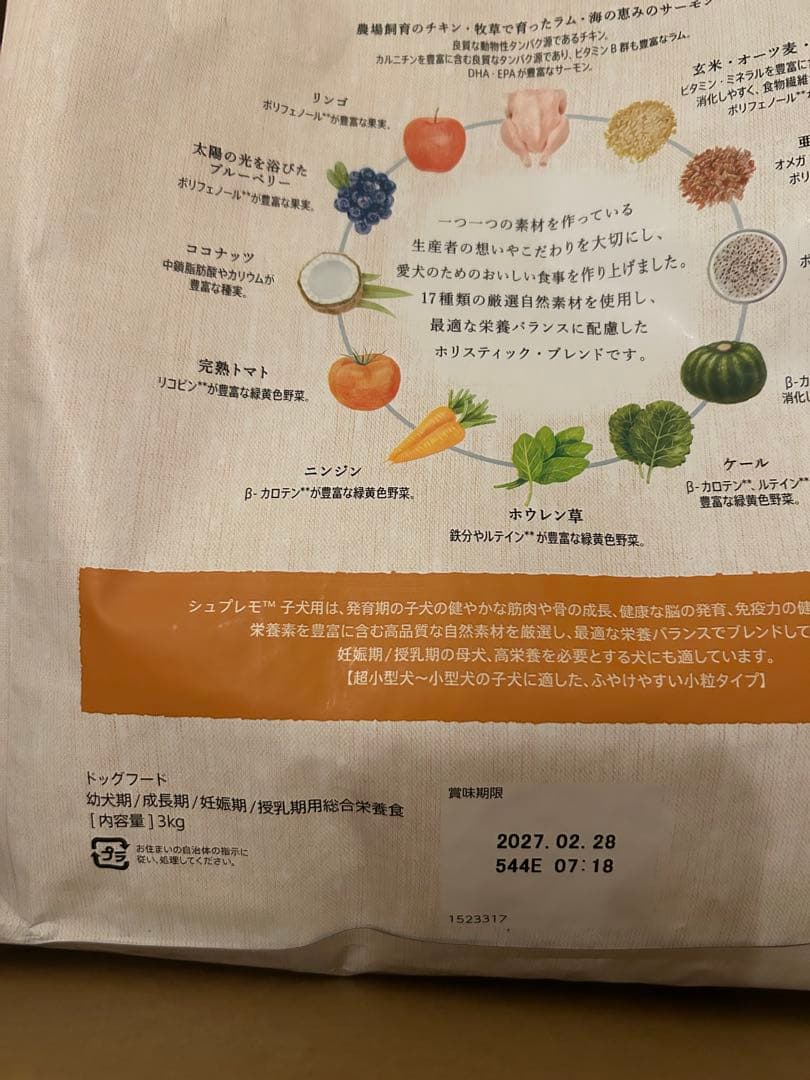 農場飼育のチキン・牧草で育ったラム・海の恵みのサーモン
良質な動物性タンパク源であるチキン。
カルニチンを豊富に含む良質なタンパク源であり、ビタミンB群も豊富なラム。
DHA・EPAが豊富なサーモン。
玄米・オーツ麦・
ビタミン・ミネラルを豊富に
消化しやすく、食物繊維
ポリフェノール**が
リンゴ
ポリフェノール**が豊富な果実。
亜
オメガ
ポリ
太陽の光を浴びた
ブルーベリー
ポリフェノール**が豊富な果実。
一つ一つの素材を作っている
生産者の想いやこだわりを大切にし、
愛犬のためのおいしい食事を作り上げました。
17種類の厳選自然素材を使用し、
最適な栄養バランスに配慮した
ホリスティック・ブレンドです。
ココナッツ
中鎖脂肪酸やカリウムが
豊富な種実。
ポ
完熟トマト
リコピン**が豊富な緑黄色野菜。
β-カ
消化し
ニンジン
β-カロテン**が豊富な緑黄色野菜。
ケール
β-カロテン**、ルテイン**
豊富な緑黄色野菜。
ホウレン草
鉄分やルテイン**が豊富な緑黄色野菜。
シュプレモ™ 子犬用は、発育期の子犬の健やかな筋肉や骨の成長、健康な脳の発育、免疫力の健
栄養素を豊富に含む高品質な自然素材を厳選し、最適な栄養バランスでブレンドして
妊娠期/授乳期の母犬、高栄養を必要とする犬にも適しています。
【超小型犬〜小型犬の子犬に適した、ふやけやすい小粒タイプ】
ドッグフード
幼犬期/成長期/妊娠期/授乳期用総合栄養食
[内容量]3kg
プラ
お住まいの自治体の指示に
従い、処理してください。
賞味期限
2027.02.28
544E 07:18
1523317